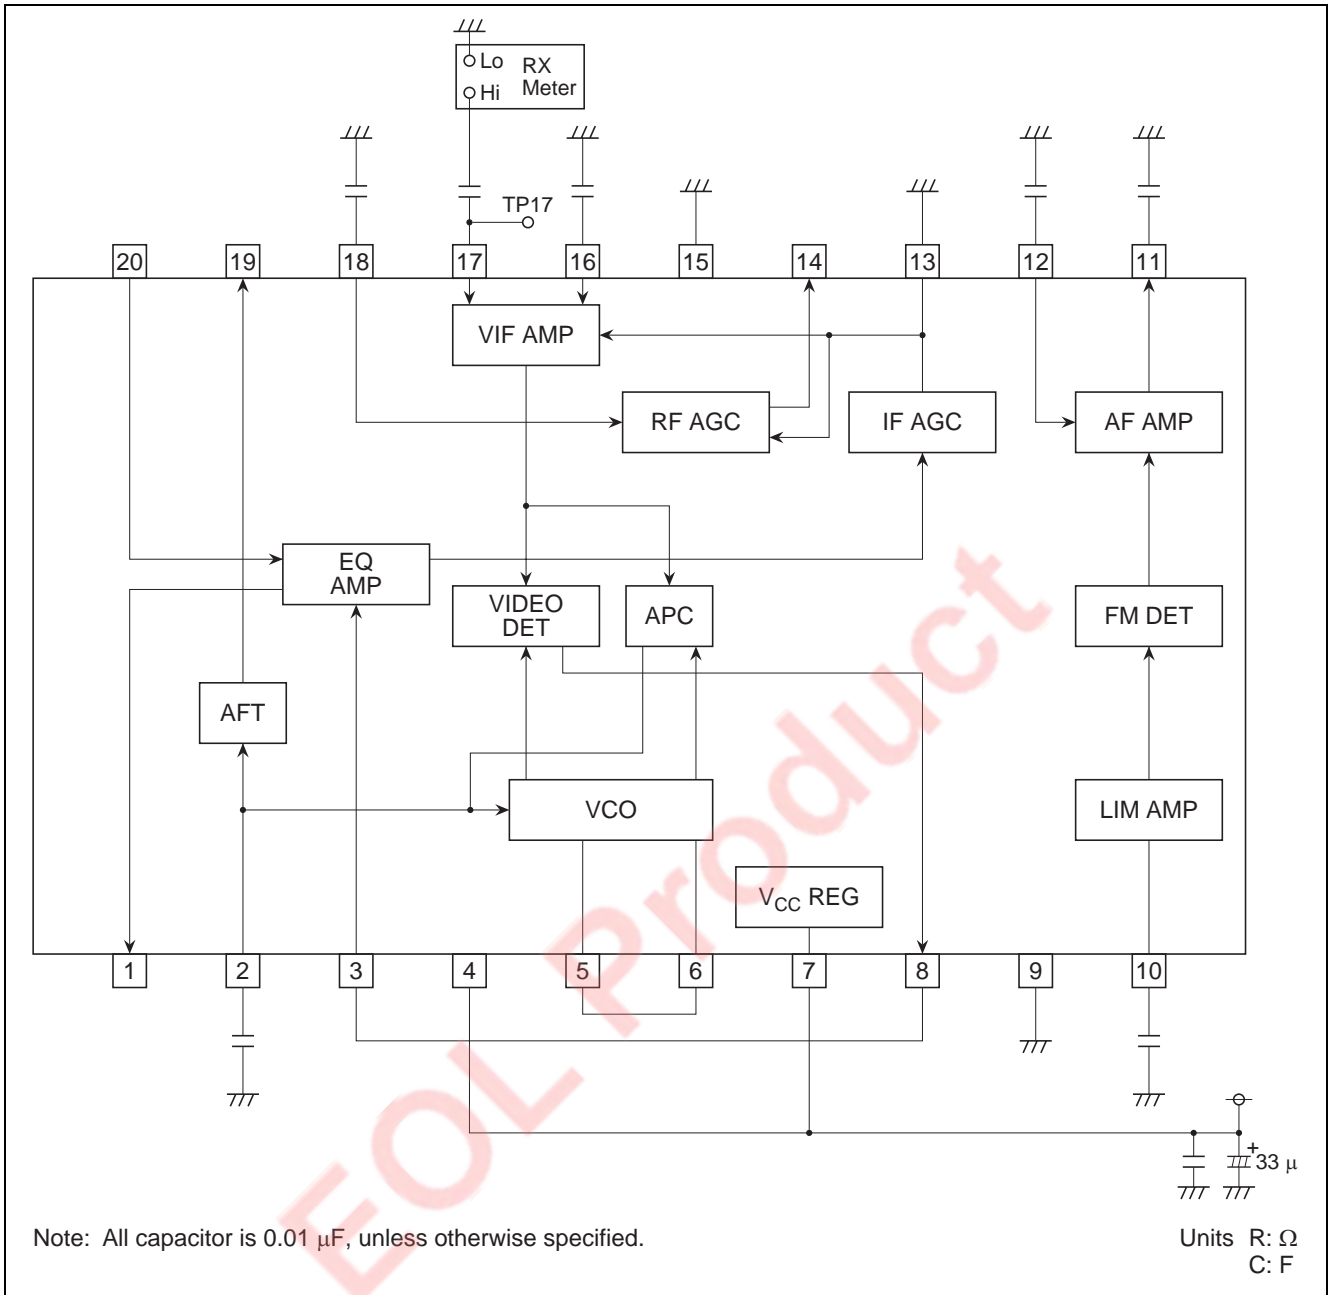 Lo
RX
Meter
Hi
TP17
20
19
18
17
16
15
14
13
12
11
VIF AMP
RF AGC
IF AGC
AF AMP
EQ
AMP
VIDEO
DET
APC
FM DET
AFT
VCO
LIM AMP
VCC REG
1
2
3
4
5
6
7
8
9
10
+
33 μ
EOL Product
Note: All capacitor is 0.01 μF, unless otherwise specified.
Units R: Ω
C: F